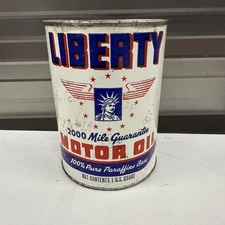 LIBERTY
2000 Mile Guarantee
MOTOR OIL
100% Pure Paraffine Base
NET CONTENTS 1 U.S. QUART